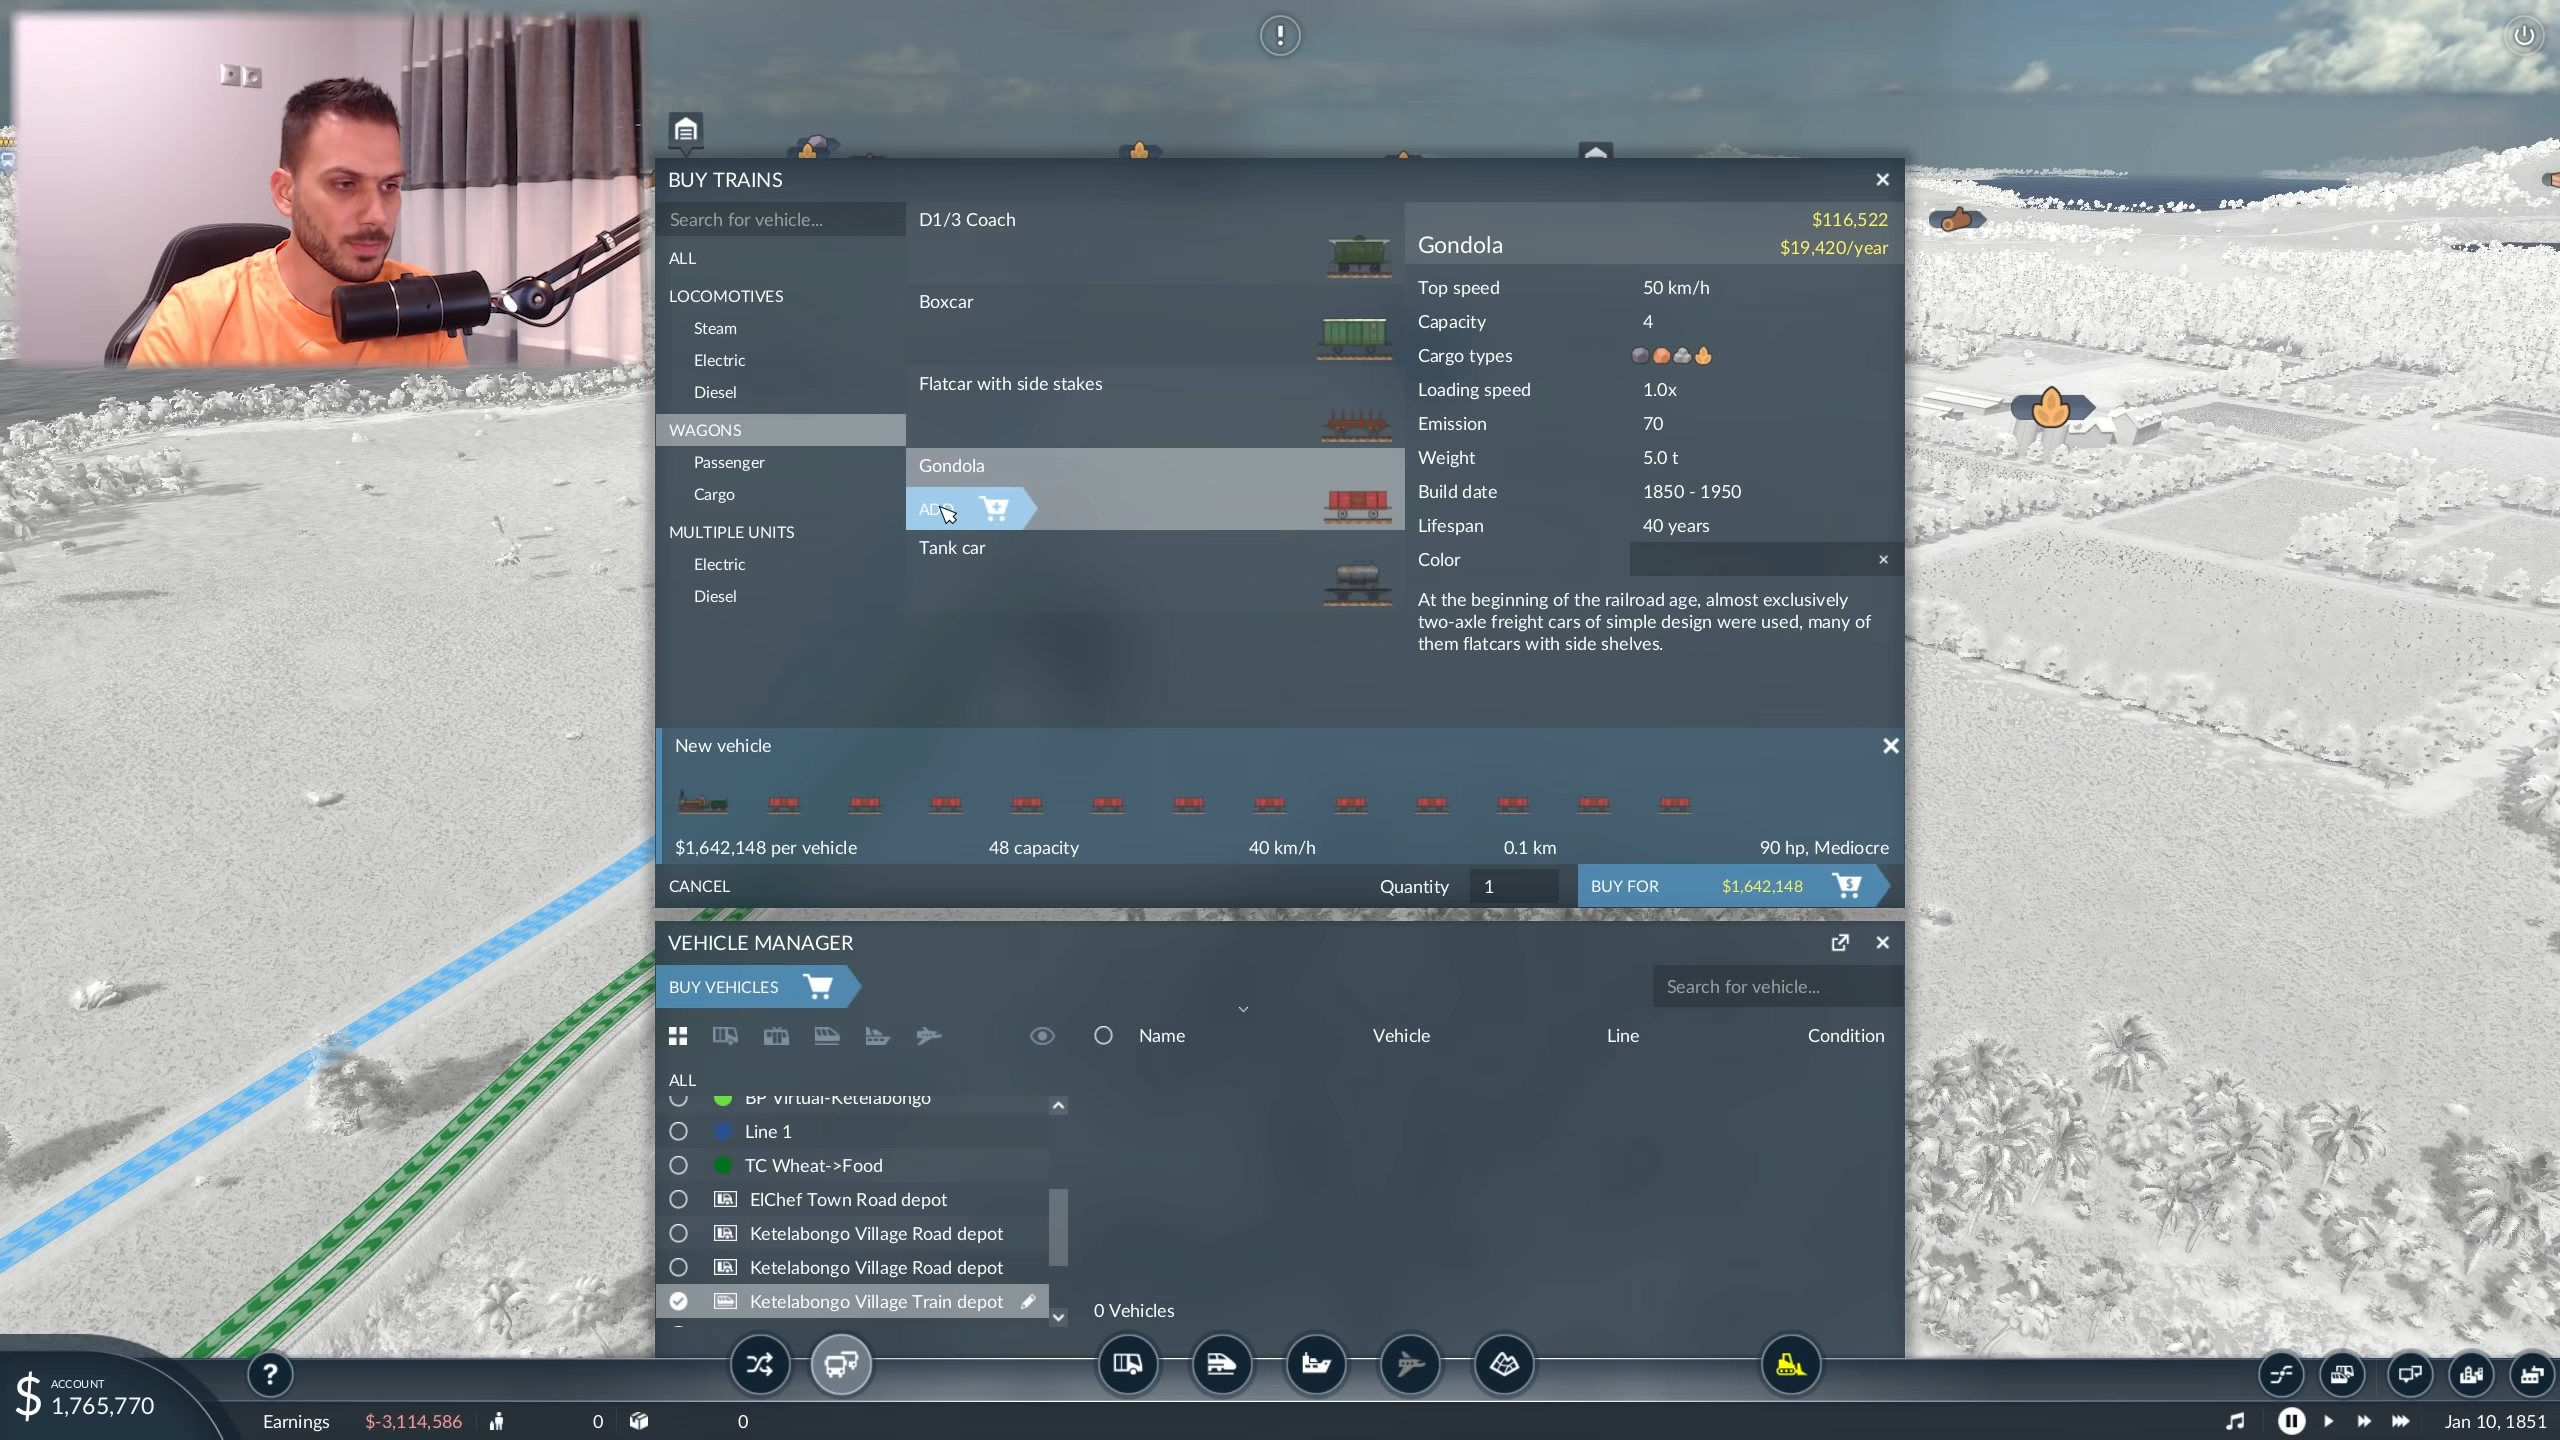 BUY TRAINS
Search for vehicle...
ALL
LOCOMOTIVES
Steam
Electric
Diesel
WAGONS
Passenger
Cargo
MULTIPLE UNITS
Electric
Diesel
D1/3 Coach
Boxcar
Flatcar with side stakes
Gondola
Tank car
Gondola
$116,522
$19,420/year
Top speed 50 km/h
Capacity 4
Cargo types
Loading speed 1.0x
Emission 70
Weight 5.0 t
Build date 1850 - 1950
Lifespan 40 years
Color
At the beginning of the railroad age, almost exclusively
two-axle freight cars of simple design were used, many of
them flatcars with side shelves.
New vehicle
$1,642,148 per vehicle 48 capacity 40 km/h 0.1 km 90 hp, Mediocre
CANCEL Quantity 1 BUY FOR $1,642,148
VEHICLE MANAGER
BUY VEHICLES
Search for vehicle...
Name Vehicle Line Condition
ALL
BP Virtual-Ketelabongo
Line 1
TC Wheat->Food
ElChef Town Road depot
Ketelabongo Village Road depot
Ketelabongo Village Road depot
Ketelabongo Village Train depot
0 Vehicles
$ ACCOUNT
1,765,770
?
Earnings $-3,114,586 0 0
Jan 10, 1851